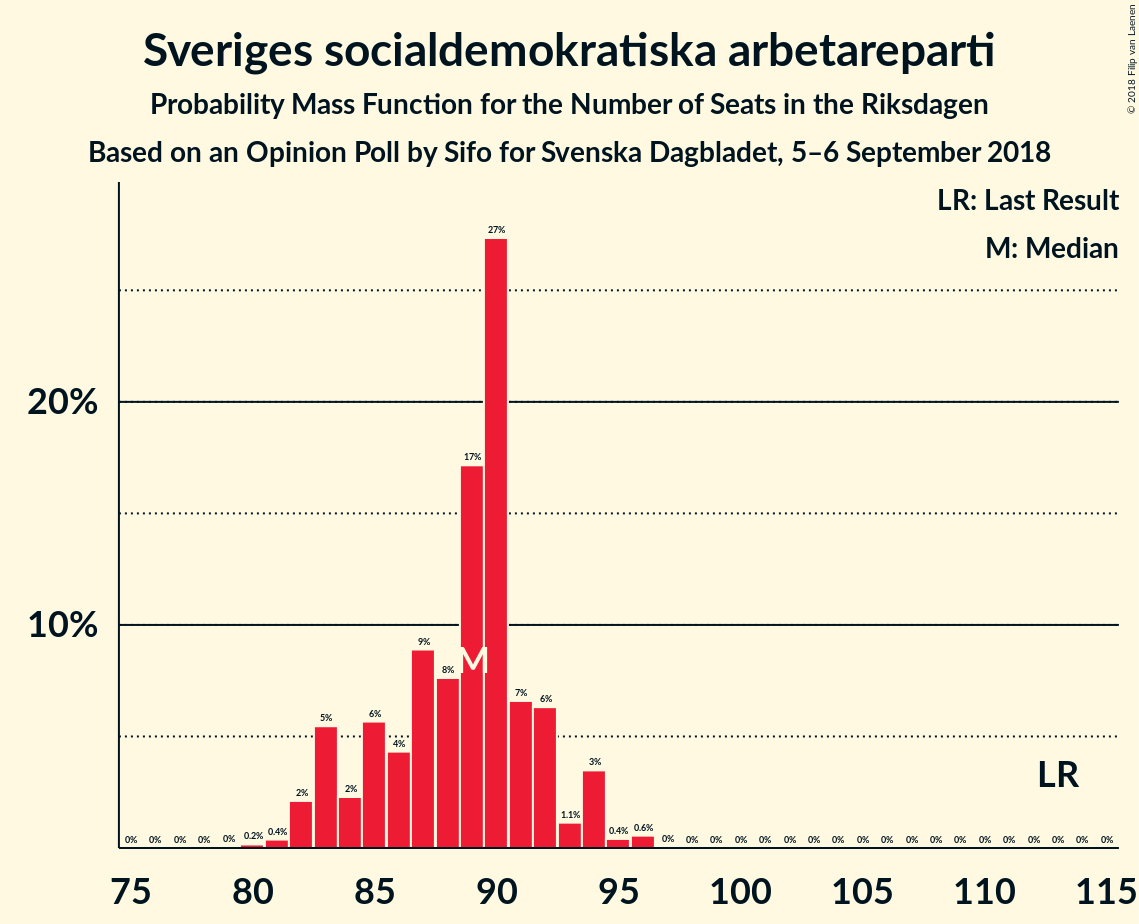 © 2018 Filip van Laenen
Sveriges socialdemokratiska arbetareparti
Probability Mass Function for the Number of Seats in the Riksdagen
Based on an Opinion Poll by Sifo for Svenska Dagbladet, 5–6 September 2018
LR: Last Result
M: Median
20%
10%
0% 0% 0% 0% 0% 0.2% 0.4% 2% 5% 2% 6% 4% 9% 8% 17% 27% 7% 6% 1.1% 3% 0.4% 0.6% 0% 0% 0% 0% 0% 0% 0% 0% 0% 0% 0% 0% 0% 0% 0% 0% 0% 0% 0%
M
LR
75 80 85 90 95 100 105 110 115